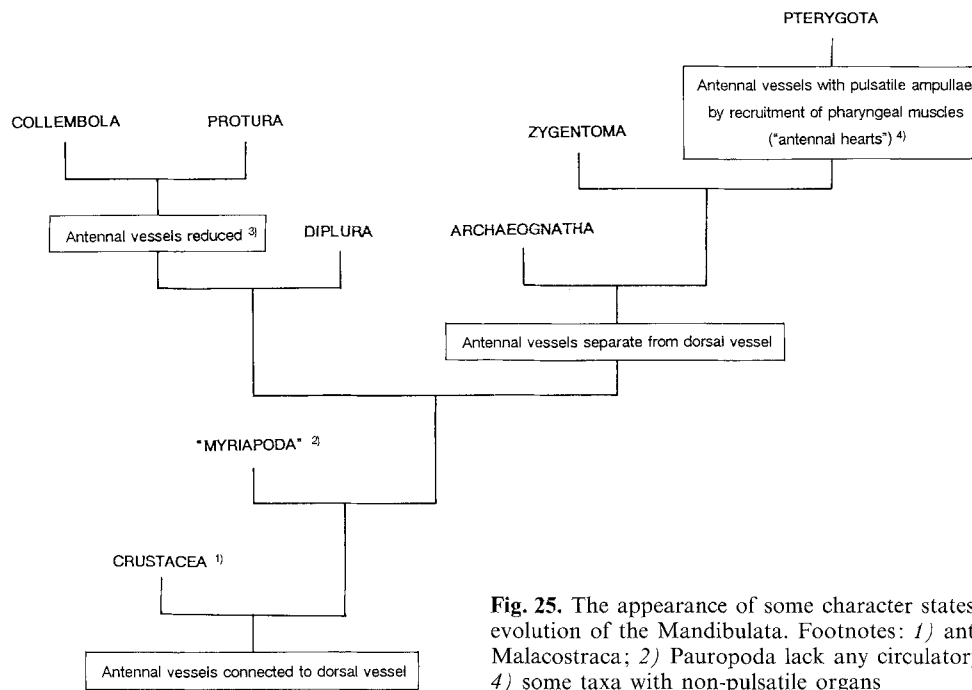 PTERYGOTA
Antennal vessels with pulsatile ampullae
by recruitment of pharyngeal muscles
("antennal hearts") 4)
COLLEMBOLA PROTURA
ZYGENTOMA
Antennal vessels reduced 3)
DIPLURA
ARCHAEOGNATHA
Antennal vessels separate from dorsal vessel
"MYRIAPODA" 2)
CRUSTACEA 1)
Antennal vessels connected to dorsal vessel
Fig. 25. The appearance of some character states
evolution of the Mandibulata. Footnotes: 1) ant
Malacostraca; 2) Pauropoda lack any circulator
4) some taxa with non-pulsatile organs